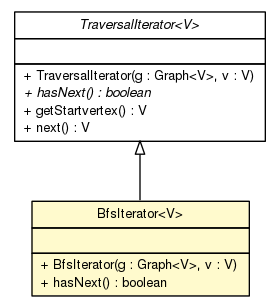 TraversalIterator<V>
+ TraversalIterator(g : Graph<V>, v : V)
+ hasNext() : boolean
+ getStartvertex() : V
+ next() : V
BfsIterator<V>
+ BfsIterator(g : Graph<V>, v : V)
+ hasNext() : boolean